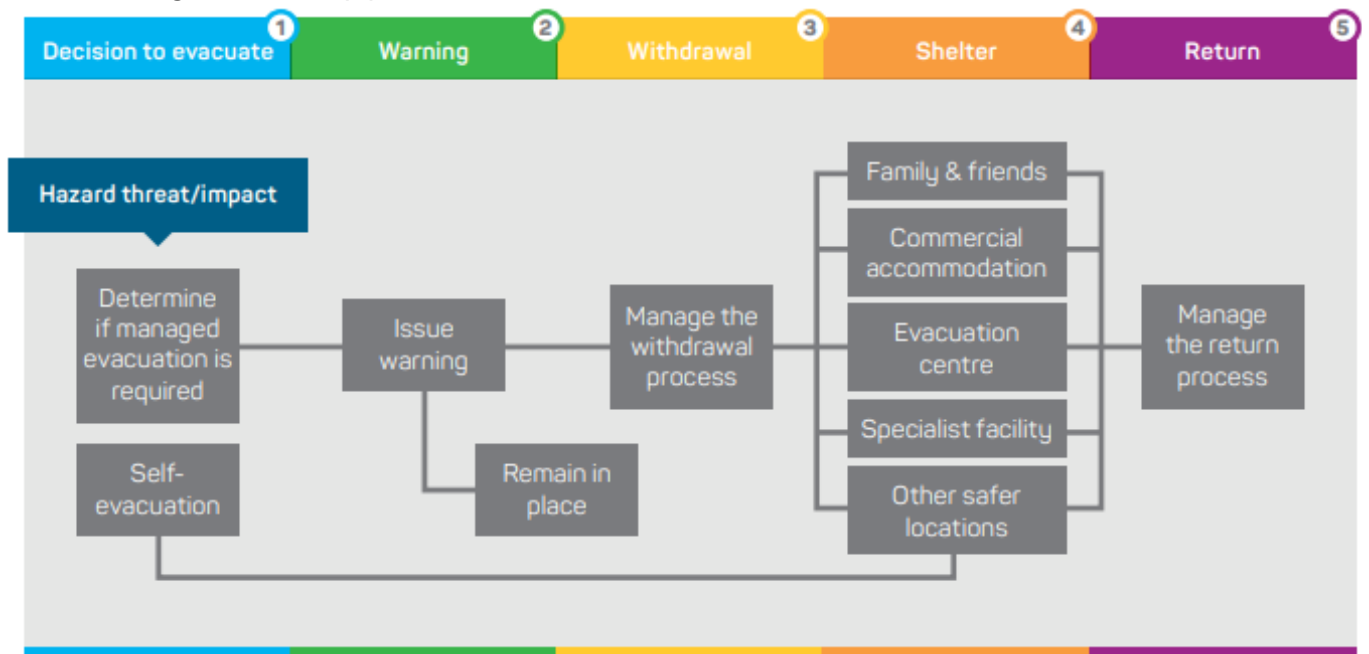 1
2
3
4
5
Decision to evacuate
Warning
Withdrawal
Shelter
Return
Hazard threat/impact
Determine
if managed
evacuation is
required
Self-
evacuation
Issue
warning
Remain in
place
Manage the
withdrawal
process
Family & friends
Commercial
accommodation
Evacuation
centre
Specialist facility
Other safer
locations
Manage
the return
process